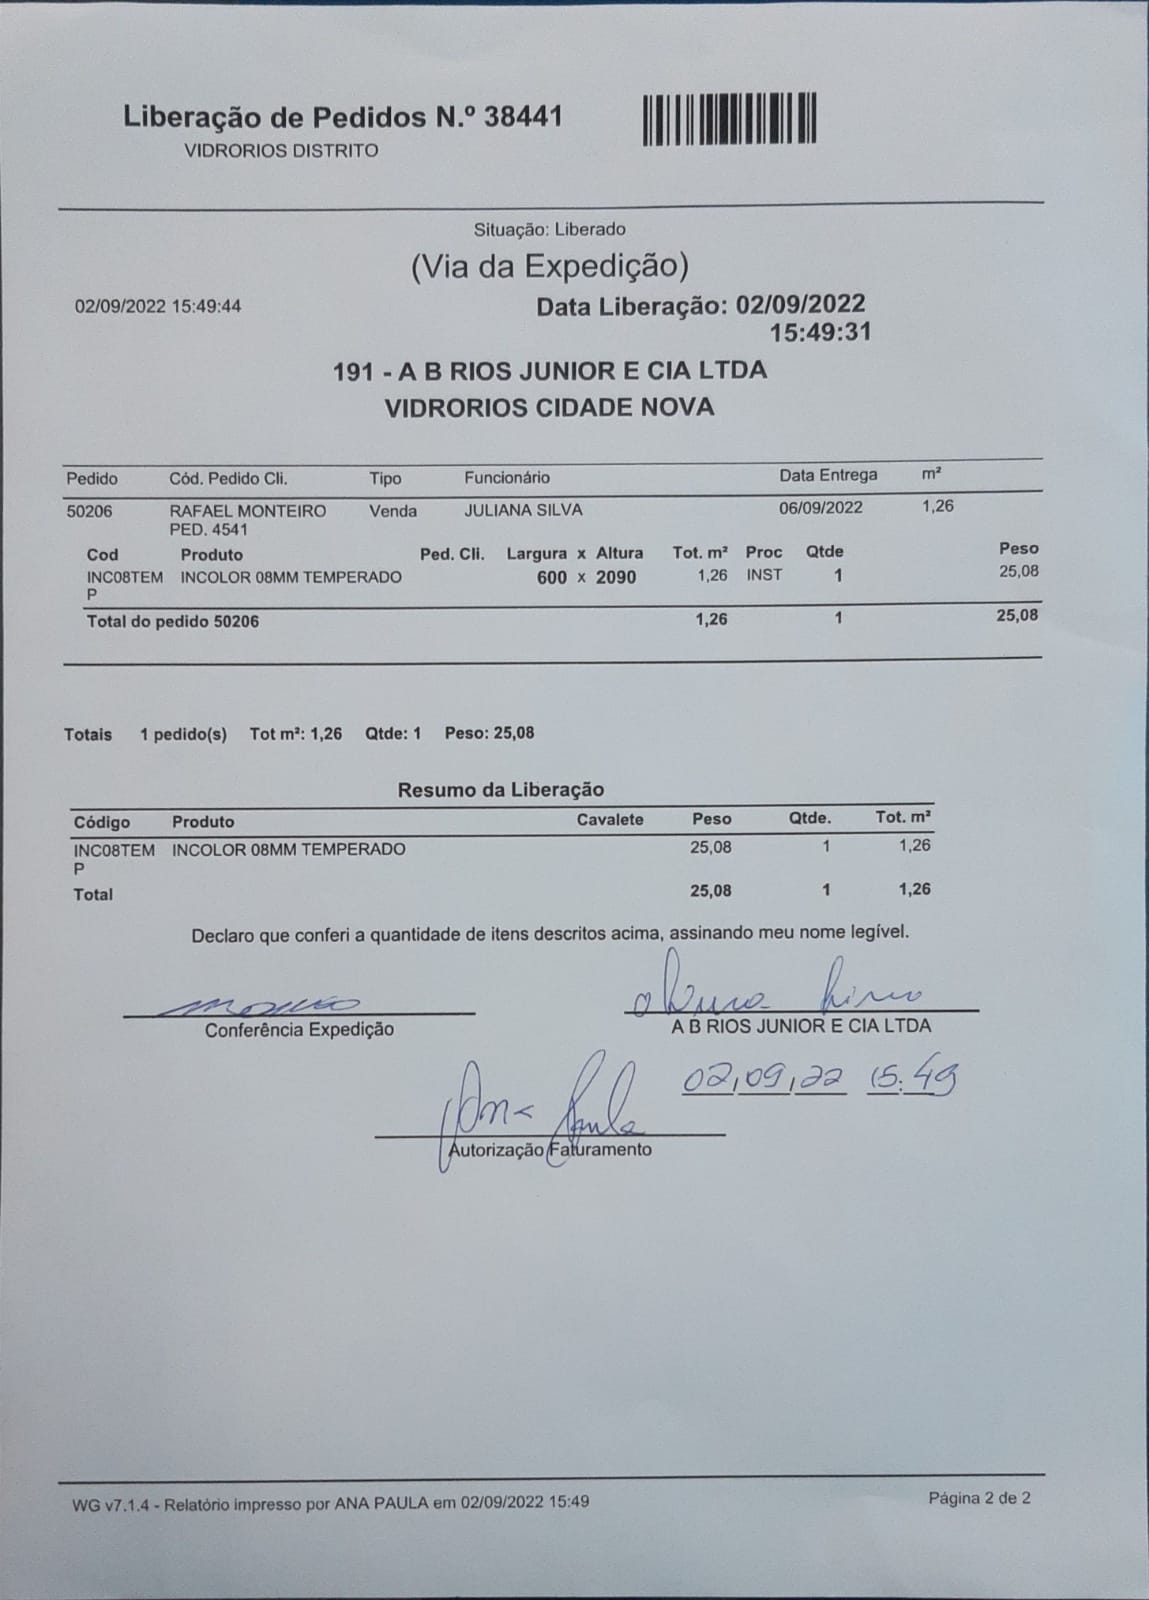 Liberação de Pedidos N.º 38441
VIDRORIOS DISTRITO
Situação: Liberado
(Via da Expedição)
02/09/2022 15:49:44 Data Liberação: 02/09/2022
15:49:31
191 - A B RIOS JUNIOR E CIA LTDA
VIDRORIOS CIDADE NOVA
Pedido Cód. Pedido Cli. Tipo Funcionário Data Entrega m²
50206 RAFAEL MONTEIRO Venda JULIANA SILVA 06/09/2022 1,26
PED. 4541
Cod Produto Ped. Cli. Largura x Altura Tot. m² Proc Qtde Peso
INC08TEM INCOLOR 08MM TEMPERADO 600 x 2090 1,26 INST 1 25,08
P
Total do pedido 50206 1,26 1 25,08
Totais 1 pedido(s) Tot m²: 1,26 Qtde: 1 Peso: 25,08
Resumo da Liberação
Código Produto Cavalete Peso Qtde. Tot. m²
INC08TEM INCOLOR 08MM TEMPERADO 25,08 1 1,26
P
Total 25,08 1 1,26
Declaro que conferi a quantidade de itens descritos acima, assinando meu nome legível.
Conferência Expedição A B RIOS JUNIOR E CIA LTDA
02,09,22 15:49
Ana Paula
Autorização Faturamento
WG v7.1.4 - Relatório impresso por ANA PAULA em 02/09/2022 15:49 Página 2 de 2